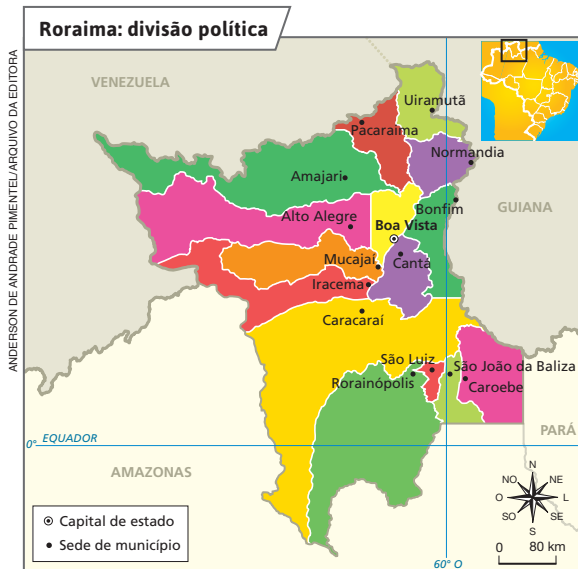 Roraima: divisão política
ANDERSON DE ANDRADE PIMENTEL/ARQUIVO DA EDITORA
VENEZUELA
Uiramutã
Pacaraima
Normandia
Amajari
Bonfim
GUIANA
Alto Alegre
Boa Vista
Mucajaí
Cantá
Iracema
Caracaraí
São Luiz
São João da Baliza
Rorainópolis
Caroebe
0° EQUADOR
PARÁ
AMAZONAS
N
NO
NE
O
L
SO
SE
S
Capital de estado
Sede de município
0 80 km
60° O